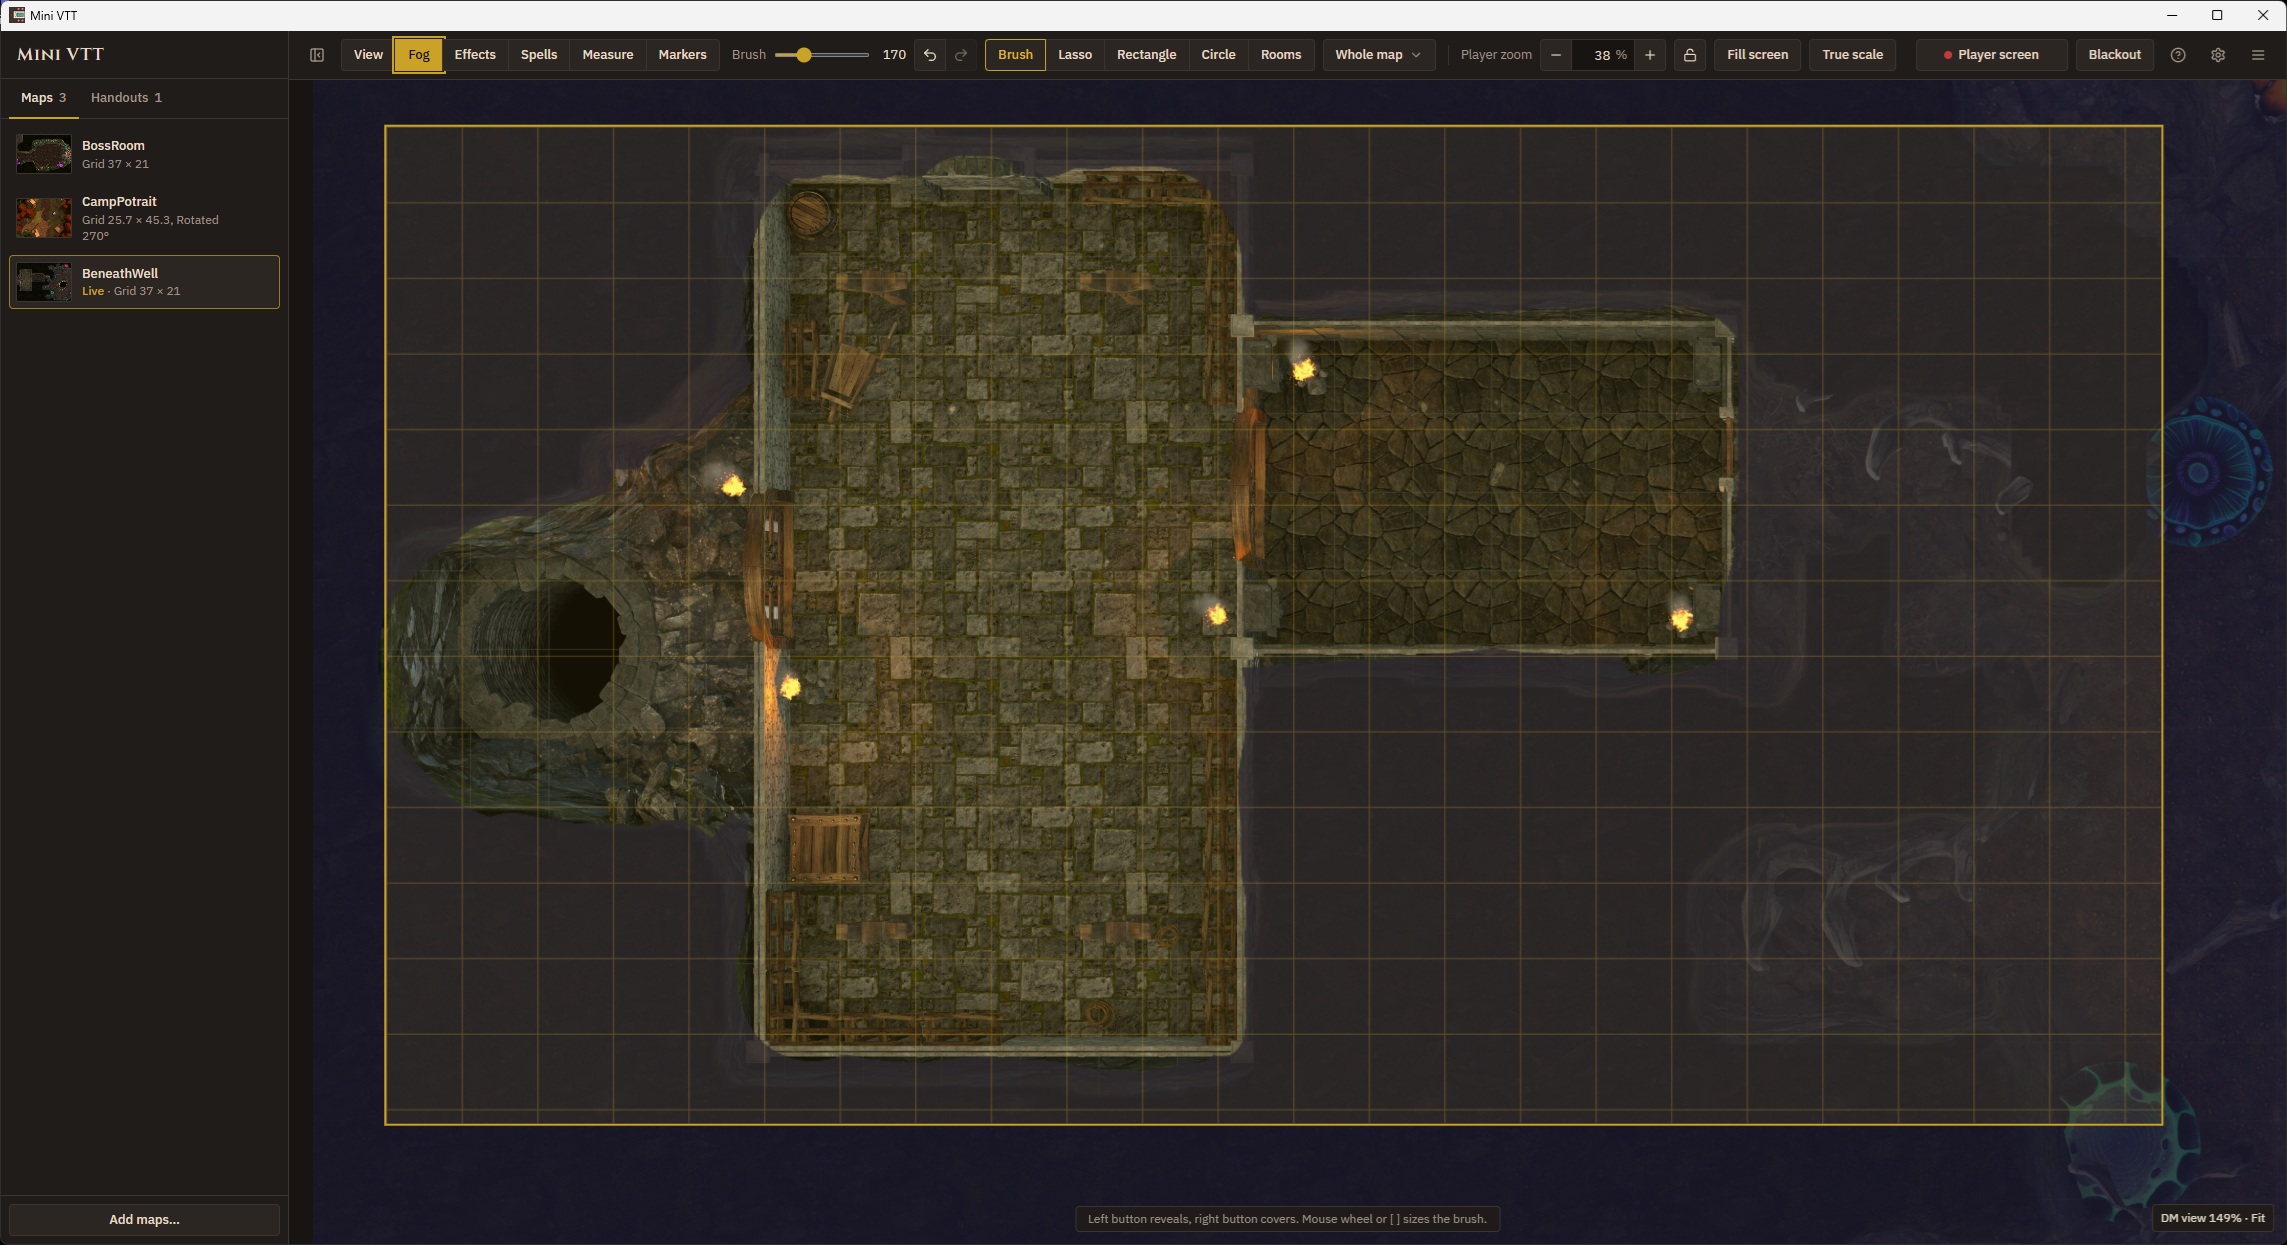 Mini VTT
MINI VTT
View
Fog
Effects
Spells
Measure
Markers
Brush
170
Brush
Lasso
Rectangle
Circle
Rooms
Whole map
Player zoom
38 %
Fill screen
True scale
Player screen
Blackout
Maps 3
Handouts 1
BossRoom
Grid 37 × 21
CampPotrait
Grid 25.7 × 45.3, Rotated
270°
BeneathWell
Live · Grid 37 × 21
Add maps...
Left button reveals, right button covers. Mouse wheel or [ ] sizes the brush.
DM view 149% · Fit